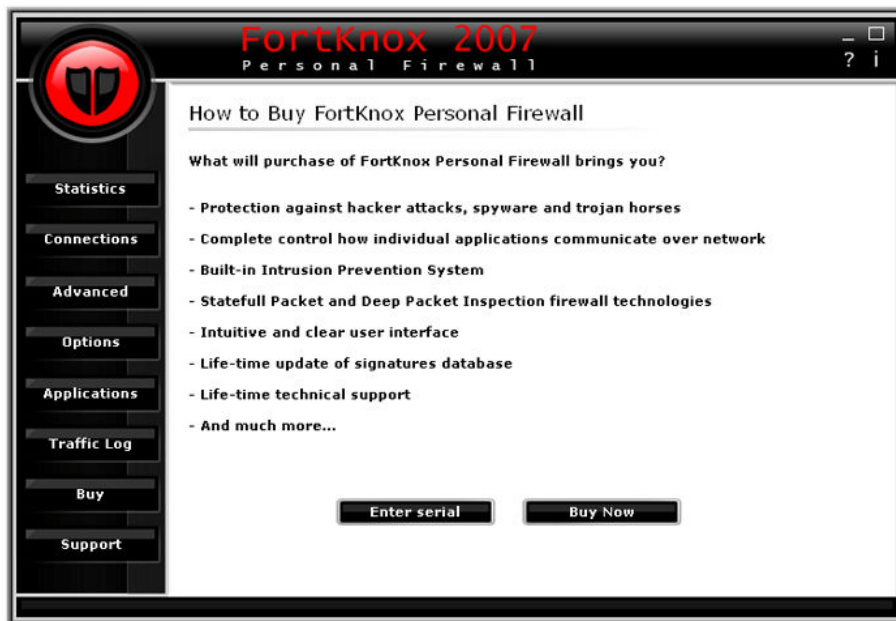 FortKnox 2007
Personal Firewall
? i
How to Buy FortKnox Personal Firewall
What will purchase of FortKnox Personal Firewall brings you?
- Protection against hacker attacks, spyware and trojan horses
- Complete control how individual applications communicate over network
- Built-in Intrusion Prevention System
- Statefull Packet and Deep Packet Inspection firewall technologies
- Intuitive and clear user interface
- Life-time update of signatures database
- Life-time technical support
- And much more...
Statistics
Connections
Advanced
Options
Applications
Traffic Log
Buy
Support
Enter serial
Buy Now